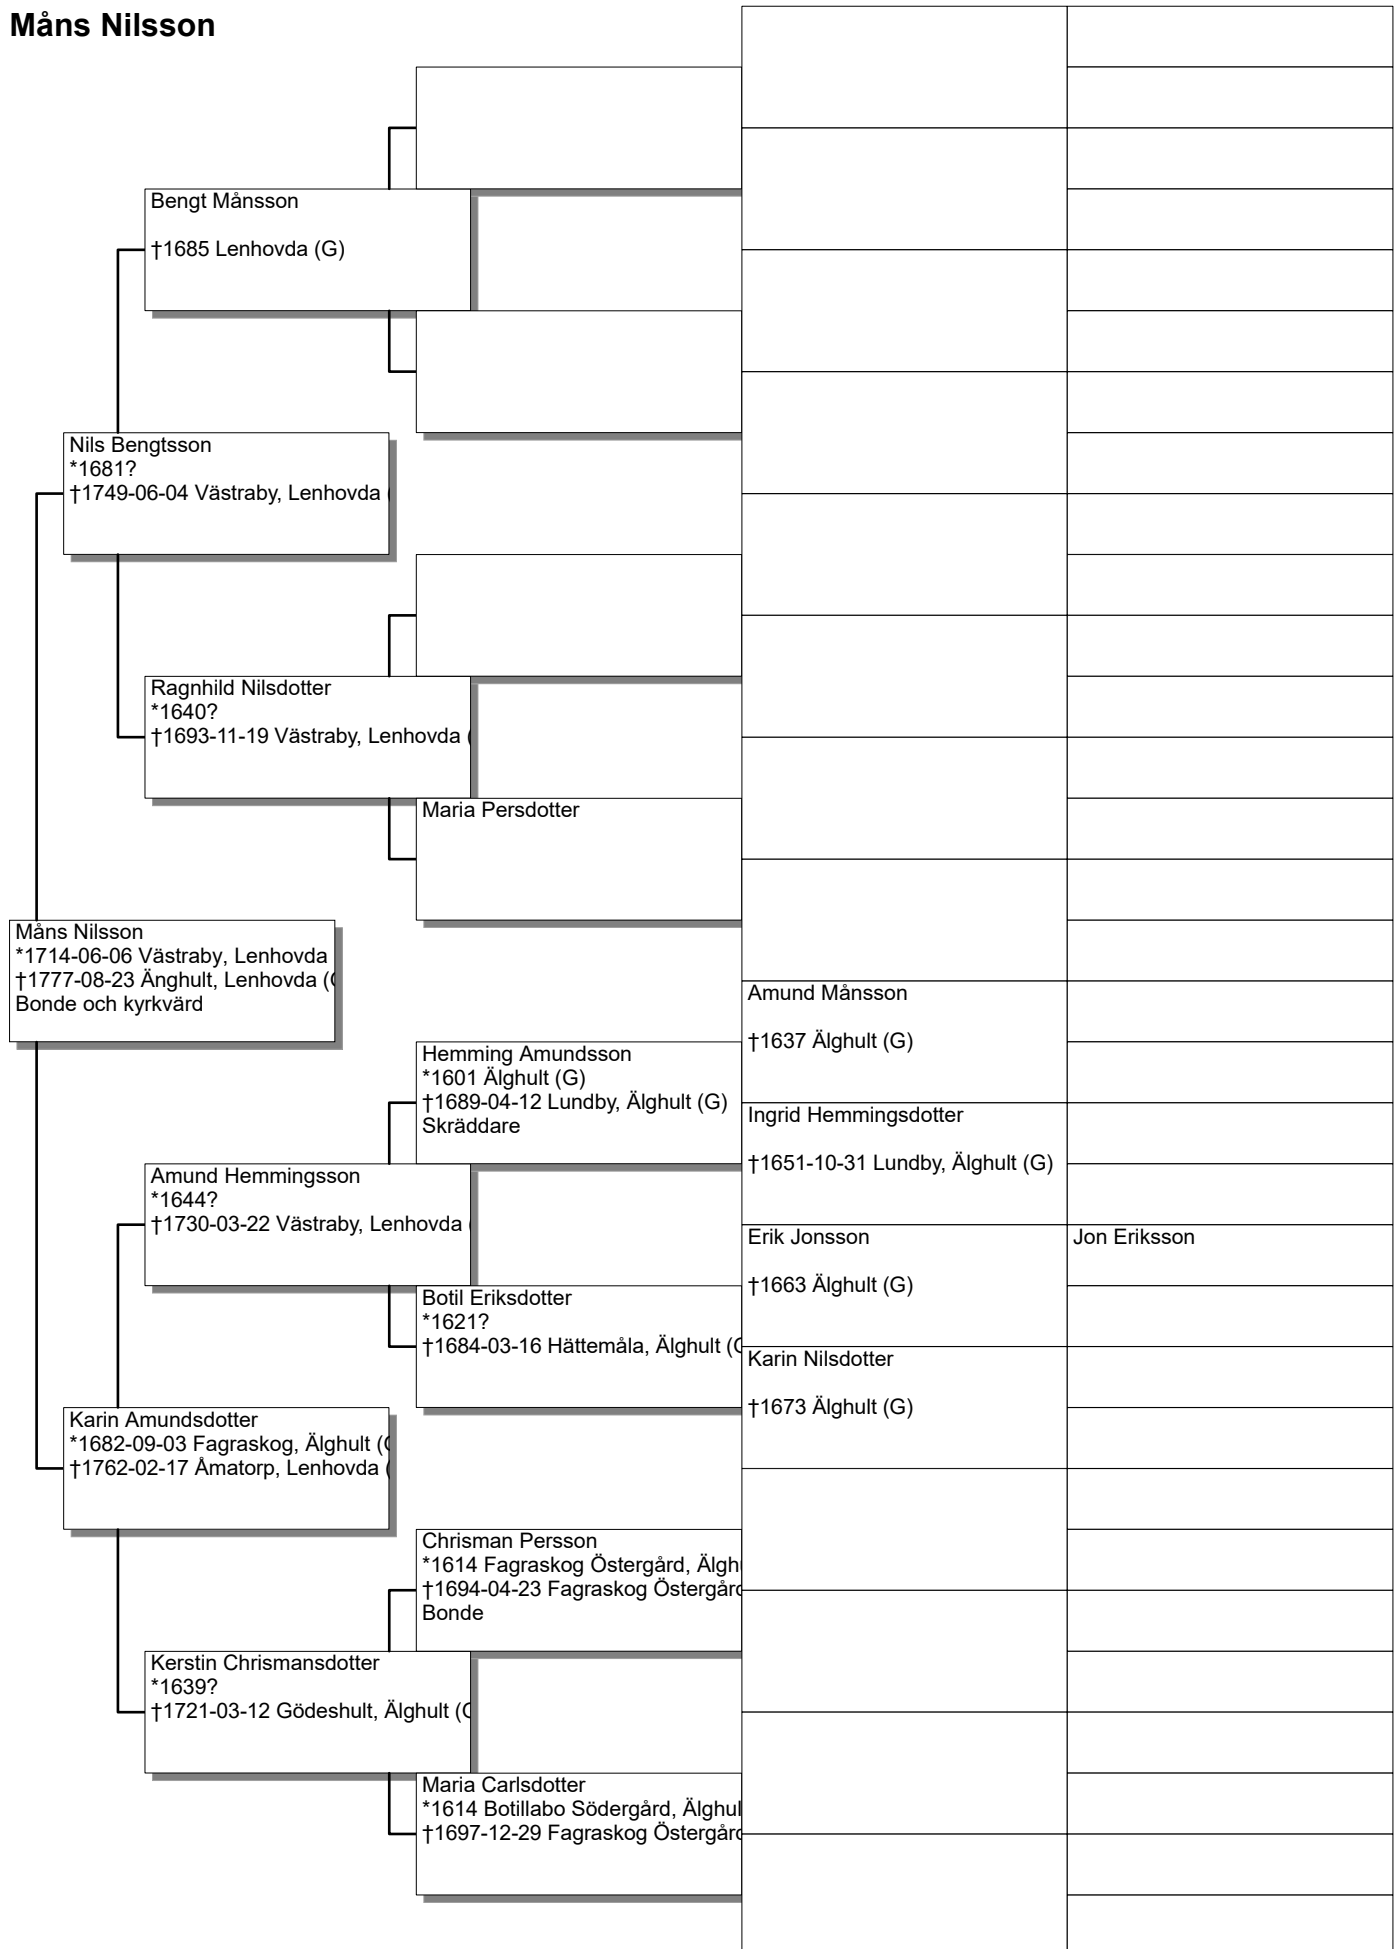 Måns Nilsson
Bengt Månsson
†1685 Lenhovda (G)
Nils Bengtsson
*1681?
†1749-06-04 Västraby, Lenhovda (
Ragnhild Nilsdotter
*1640?
†1693-11-19 Västraby, Lenhovda (
Maria Persdotter
Måns Nilsson
*1714-06-06 Västraby, Lenhovda
†1777-08-23 Änghult, Lenhovda (G
Bonde och kyrkvärd
Amund Månsson
†1637 Älghult (G)
Hemming Amundsson
*1601 Älghult (G)
†1689-04-12 Lundby, Älghult (G)
Skräddare
Ingrid Hemmingsdotter
†1651-10-31 Lundby, Älghult (G)
Amund Hemmingsson
*1644?
†1730-03-22 Västraby, Lenhovda (
Erik Jonsson
†1663 Älghult (G)
Jon Eriksson
Botil Eriksdotter
*1621?
†1684-03-16 Hättemåla, Älghult (G
Karin Nilsdotter
†1673 Älghult (G)
Karin Amundsdotter
*1682-09-03 Fagraskog, Älghult (G
†1762-02-17 Åmatorp, Lenhovda (
Chrisman Persson
*1614 Fagraskog Östergård, Älghu
†1694-04-23 Fagraskog Östergård
Bonde
Kerstin Chrismansdotter
*1639?
†1721-03-12 Gödeshult, Älghult (G
Maria Carlsdotter
*1614 Botillabo Södergård, Älghul
†1697-12-29 Fagraskog Östergård